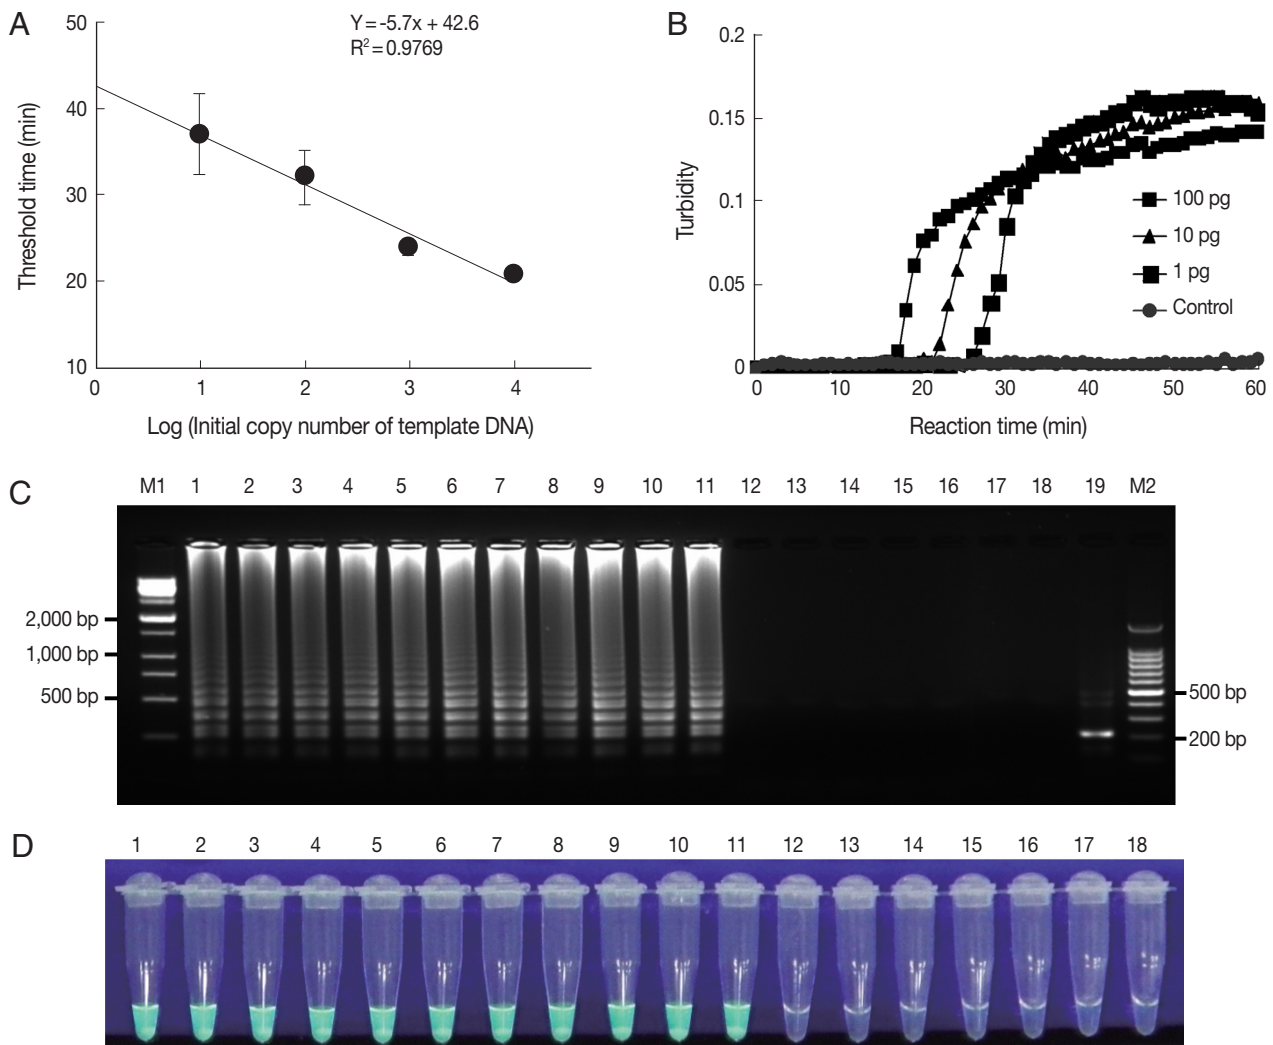 A
Y = -5.7x + 42.6
R2 = 0.9769
50
40
30
20
10
0 1 2 3 4
Threshold time (min)
Log (Initial copy number of template DNA)
B
0.2
0.15
0.1
0.05
0
0 10 20 30 40 50 60
Turbidity
Reaction time (min)
100 pg
10 pg
1 pg
Control
C
M1 1 2 3 4 5 6 7 8 9 10 11 12 13 14 15 16 17 18 19 M2
2,000 bp
1,000 bp
500 bp
500 bp
200 bp
D
1 2 3 4 5 6 7 8 9 10 11 12 13 14 15 16 17 18